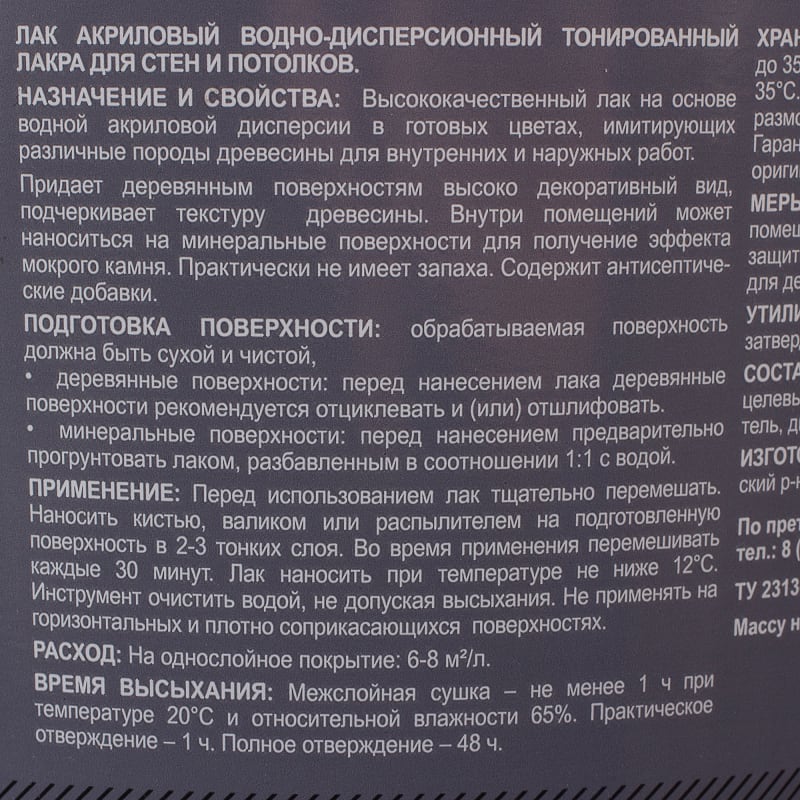 ЛАК АКРИЛОВЫЙ ВОДНО-ДИСПЕРСИОННЫЙ ТОНИРОВАННЫЙ
ЛАКРА ДЛЯ СТЕН И ПОТОЛКОВ.
НАЗНАЧЕНИЕ И СВОЙСТВА: Высококачественный лак на основе
водной акриловой дисперсии в готовых цветах, имитирующих
различные породы древесины для внутренних и наружных работ.
Придает деревянным поверхностям высоко декоративный вид,
подчеркивает текстуру древесины. Внутри помещений может
наноситься на минеральные поверхности для получение эффекта
мокрого камня. Практически не имеет запаха. Содержит антисептиче-
ские добавки.
ПОДГОТОВКА ПОВЕРХНОСТИ: обрабатываемая поверхность
должна быть сухой и чистой,
• деревянные поверхности: перед нанесением лака деревянные
поверхности рекомендуется отциклевать и (или) отшлифовать.
• минеральные поверхности: перед нанесением предварительно
прогрунтовать лаком, разбавленным в соотношении 1:1 с водой.
ПРИМЕНЕНИЕ: Перед использованием лак тщательно перемешать.
Наносить кистью, валиком или распылителем на подготовленную
поверхность в 2-3 тонких слоя. Во время применения перемешивать
каждые 30 минут. Лак наносить при температуре не ниже 12°С.
Инструмент очистить водой, не допуская высыхания. Не применять на
горизонтальных и плотно соприкасающихся поверхностях.
РАСХОД: На однослойное покрытие: 6-8 м²/л.
ВРЕМЯ ВЫСЫХАНИЯ: Межслойная сушка – не менее 1 ч при
температуре 20°С и относительной влажности 65%. Практическое
отверждение – 1 ч. Полное отверждение – 48 ч.
ХРАН
до 35
35°С.
размо
Гаран
ориги
МЕРЫ
помещ
защит
для де
УТИЛИ
затверд
СОСТА
целевы
тель, д
ИЗГОТО
ский р-н
По прет
тел.: 8 (
ТУ 2313
Массу н